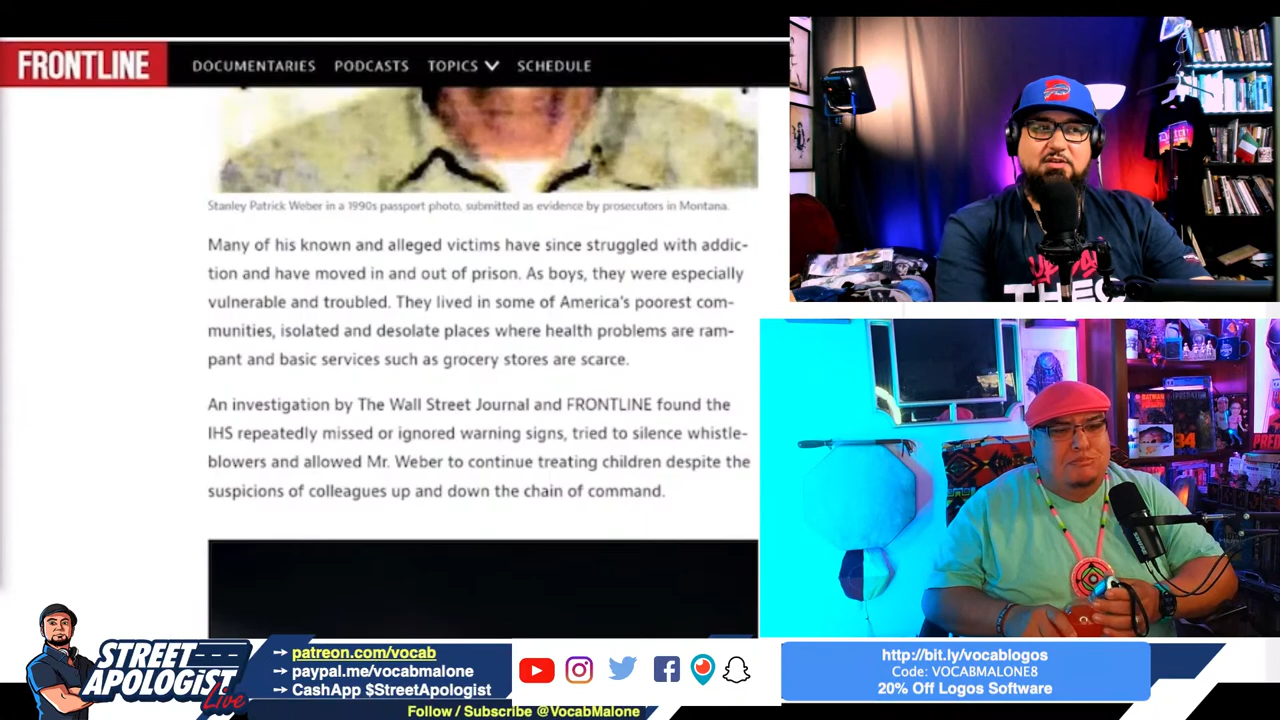 FRONTLINE
DOCUMENTARIES PODCASTS TOPICS SCHEDULE
Stanley Patrick Weber in a 1990s passport photo, submitted as evidence by prosecutors in Montana.
Many of his known and alleged victims have since struggled with addic-
tion and have moved in and out of prison. As boys, they were especially
vulnerable and troubled. They lived in some of America's poorest com-
munities, isolated and desolate places where health problems are ram-
pant and basic services such as grocery stores are scarce.
An investigation by The Wall Street Journal and FRONTLINE found the
IHS repeatedly missed or ignored warning signs, tried to silence whistle-
blowers and allowed Mr. Weber to continue treating children despite the
suspicions of colleagues up and down the chain of command.
STREET
APOLOGIST
Live
→ patreon.com/vocab
→ paypal.me/vocabmalone
→ CashApp $StreetApologist
Follow / Subscribe @VocabMalone
http://bit.ly/vocablogos
Code: VOCABMALONE8
20% Off Logos Software
SHURE
34